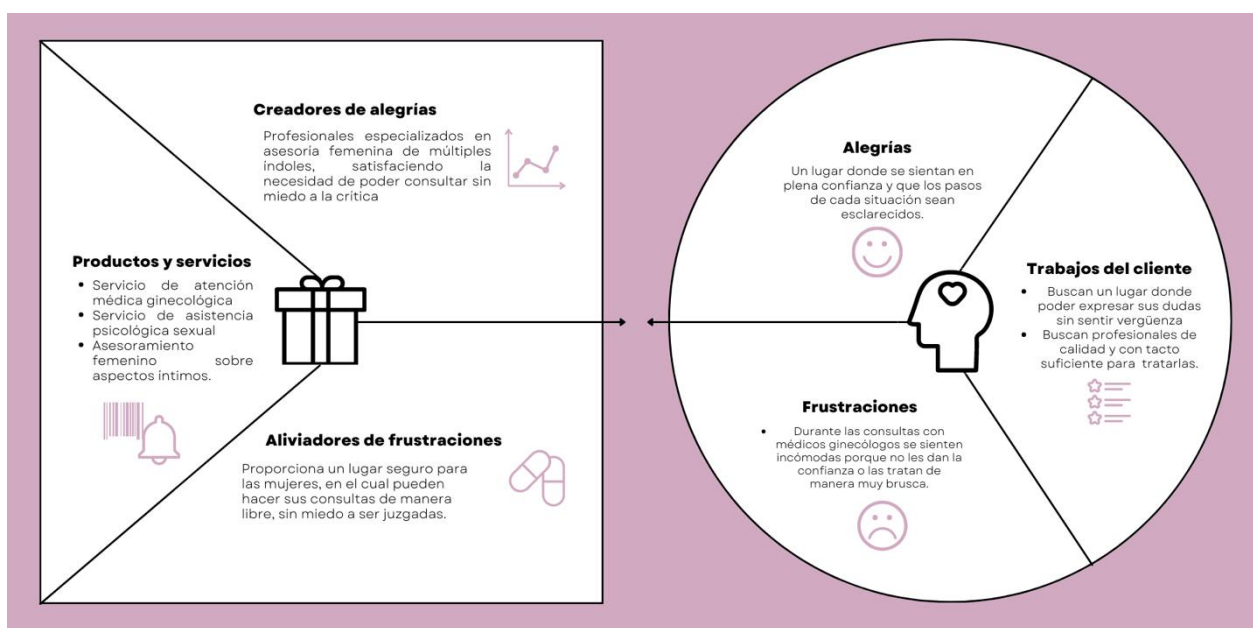 Creadores de alegrías
Profesionales especializados en
asesoría femenina de múltiples
índoles, satisfaciendo la
necesidad de poder consultar sin
miedo a la crítica
Productos y servicios
• Servicio de atención
médica ginecológica
• Servicio de asistencia
psicológica sexual
• Asesoramiento
femenino sobre
aspectos íntimos.
Aliviadores de frustraciones
Proporciona un lugar seguro para
las mujeres, en el cual pueden
hacer sus consultas de manera
libre, sin miedo a ser juzgadas.
Alegrías
Un lugar donde se sientan en
plena confianza y que los pasos
de cada situación sean
esclarecidos.
Trabajos del cliente
• Buscan un lugar donde
poder expresar sus dudas
sin sentir vergüenza
• Buscan profesionales de
calidad y con tacto
suficiente para tratarlas.
Frustraciones
• Durante las consultas con
médicos ginecólogos se sienten
incómodas porque no les dan la
confianza o las tratan de
manera muy brusca.